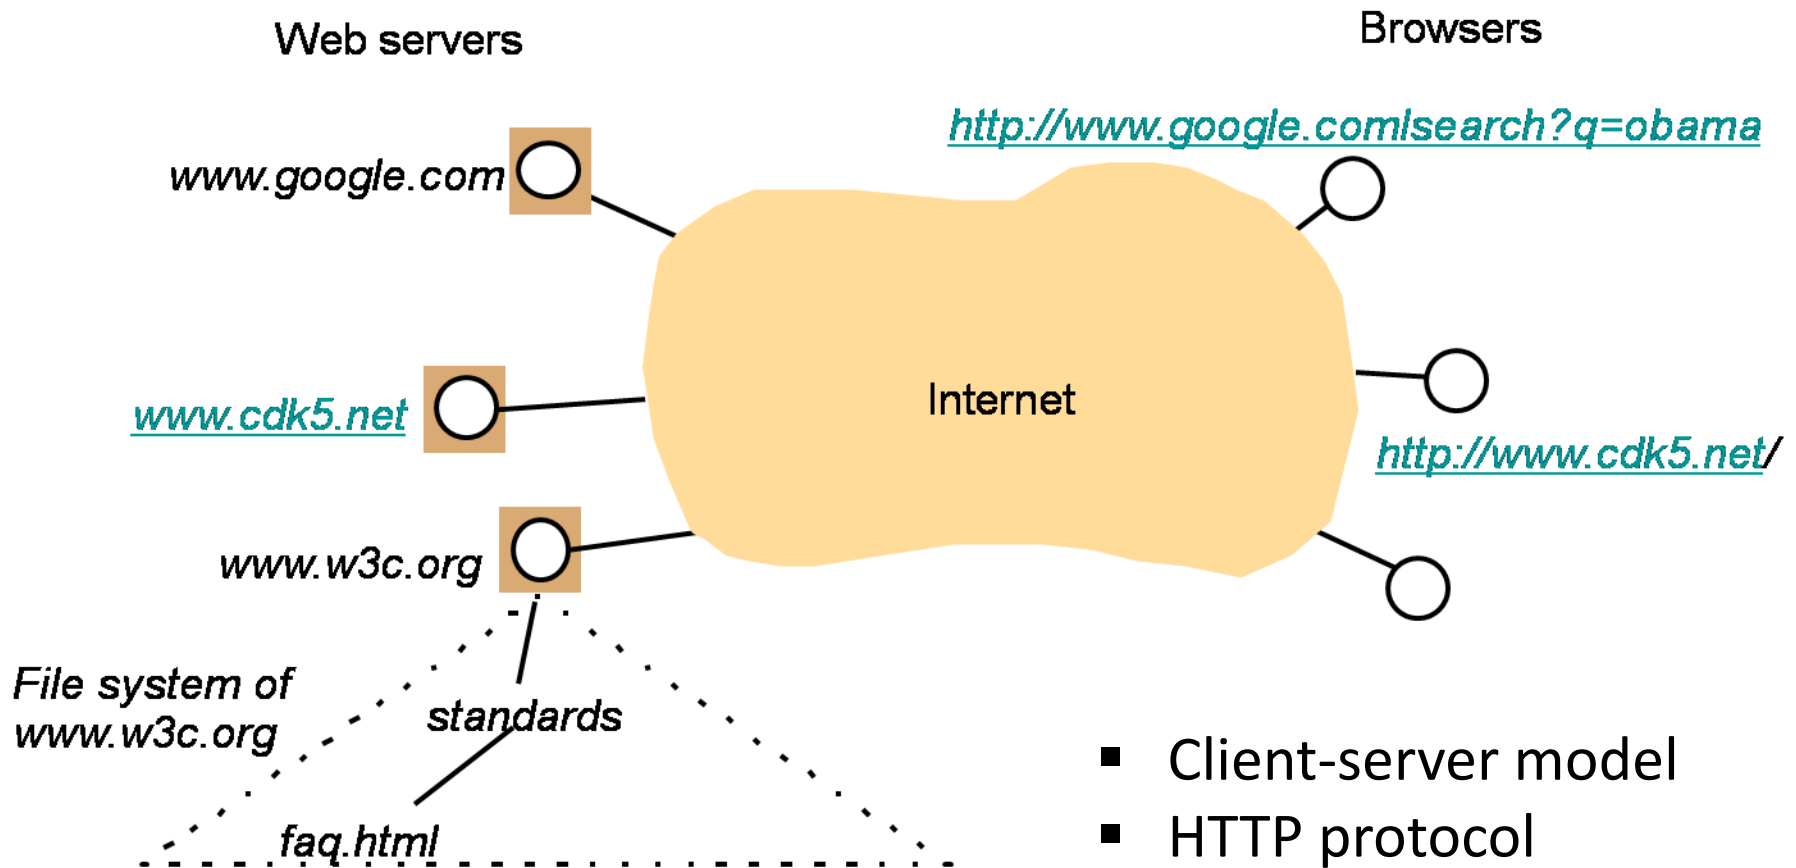 Web servers
Browsers
http://www.google.comlsearch?q=obama
www.google.com
Internet
www.cdk5.net
http://www.cdk5.net/
www.w3c.org
File system of
www.w3c.org
standards
faq.html
▪ Client-server model
▪ HTTP protocol